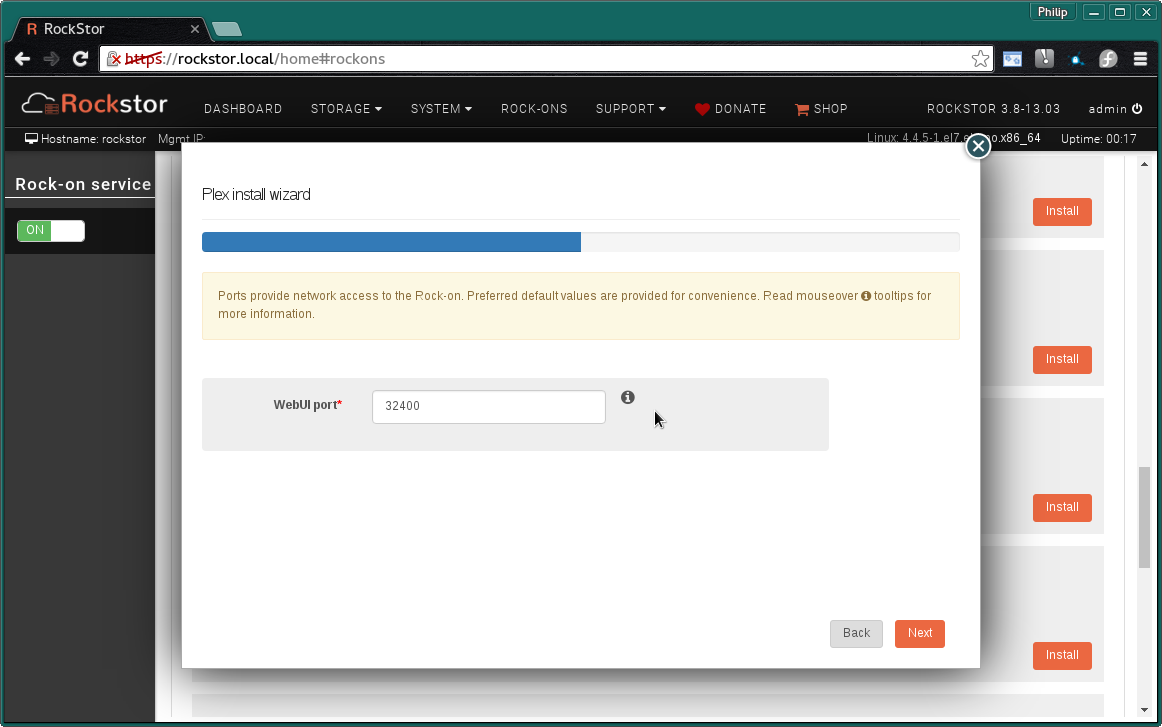 Philip
R RockStor
https://rockstor.local/home#rockons
Rockstor DASHBOARD STORAGE SYSTEM ROCK-ONS SUPPORT DONATE SHOP ROCKSTOR 3.8-13.03 admin
Hostname: rockstor Mgmt IP: Linux: 4.4.5-1.el7.el o.x86_64 Uptime: 00:17
Rock-on service
ON
Plex install wizard
Install
Ports provide network access to the Rock-on. Preferred default values are provided for convenience. Read mouseover tooltips for
more information.
Install
WebUI port* 32400
Install
Back Next
Install